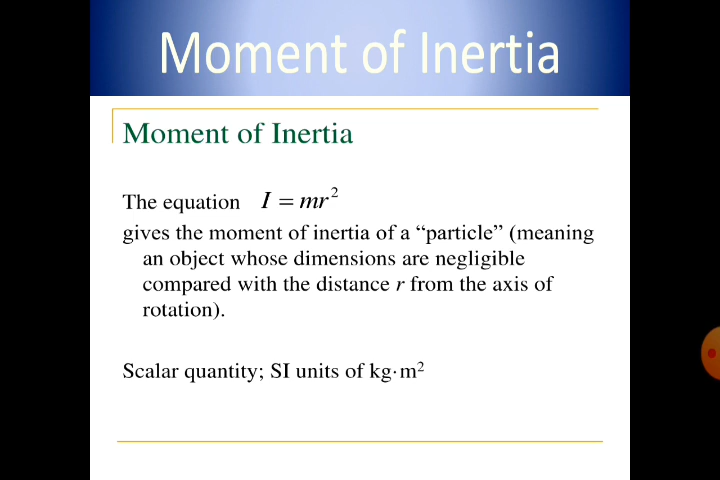 Moment of Inertia
Moment of Inertia
The equation I = mr²
gives the moment of inertia of a “particle” (meaning
an object whose dimensions are negligible
compared with the distance r from the axis of
rotation).
Scalar quantity; SI units of kg·m²